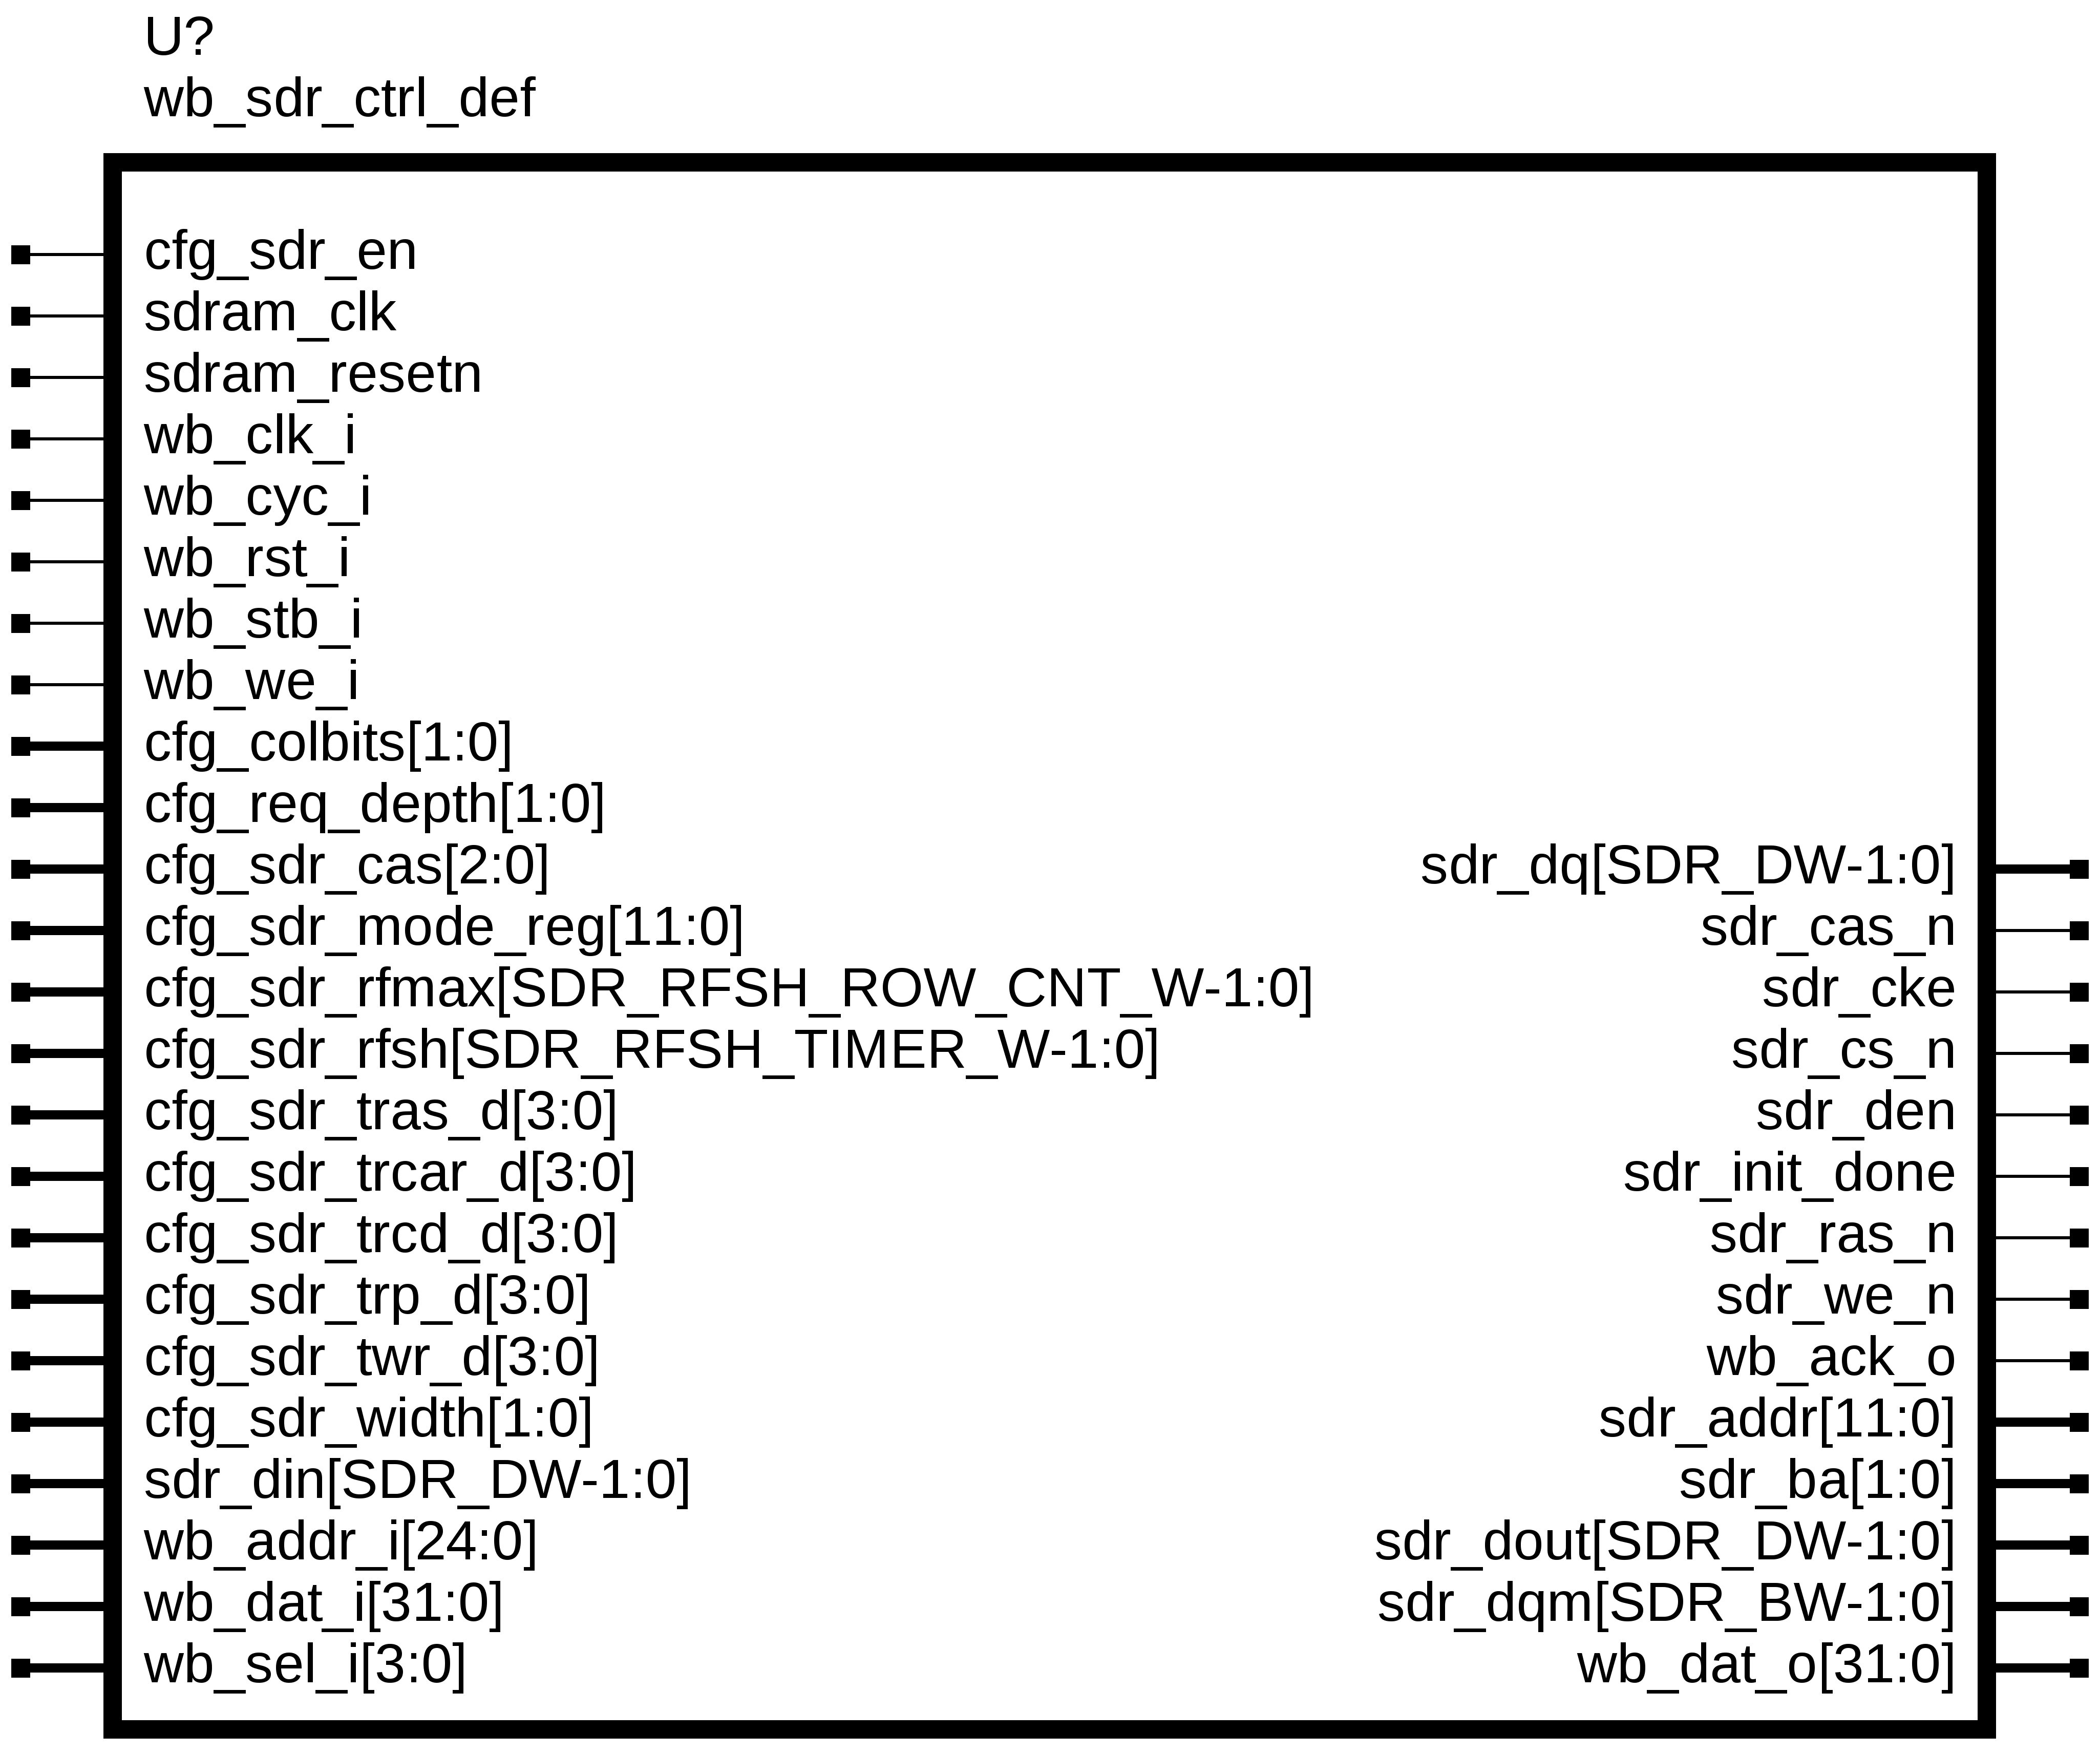 U?
wb_sdr_ctrl_def
cfg_sdr_en
sdram_clk
sdram_resetn
wb_clk_i
wb_cyc_i
wb_rst_i
wb_stb_i
wb_we_i
cfg_colbits[1:0]
cfg_req_depth[1:0]
cfg_sdr_cas[2:0]
cfg_sdr_mode_reg[11:0]
cfg_sdr_rfmax[SDR_RFSH_ROW_CNT_W-1:0]
cfg_sdr_rfsh[SDR_RFSH_TIMER_W-1:0]
cfg_sdr_tras_d[3:0]
cfg_sdr_trcar_d[3:0]
cfg_sdr_trcd_d[3:0]
cfg_sdr_trp_d[3:0]
cfg_sdr_twr_d[3:0]
cfg_sdr_width[1:0]
sdr_din[SDR_DW-1:0]
wb_addr_i[24:0]
wb_dat_i[31:0]
wb_sel_i[3:0]
sdr_dq[SDR_DW-1:0]
sdr_cas_n
sdr_cke
sdr_cs_n
sdr_den
sdr_init_done
sdr_ras_n
sdr_we_n
wb_ack_o
sdr_addr[11:0]
sdr_ba[1:0]
sdr_dout[SDR_DW-1:0]
sdr_dqm[SDR_BW-1:0]
wb_dat_o[31:0]